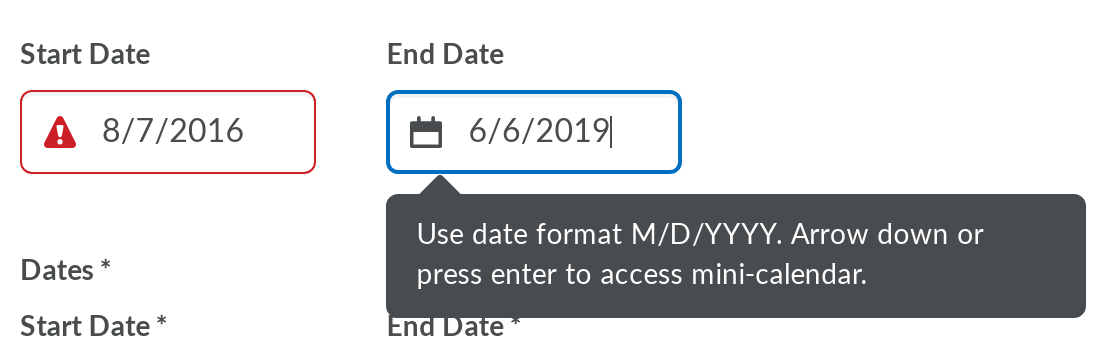 Start Date
End Date
8/7/2016
6/6/2019
Use date format M/D/YYYY. Arrow down or
press enter to access mini-calendar.
Dates *
Start Date *
End Date *